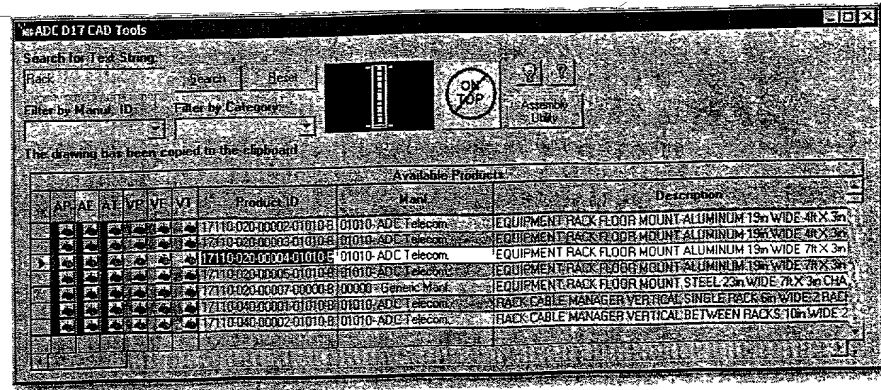 ADC D17 CAD Tools
Search for Text String:
Rack
Search
Reset
ON
TOP
Assembly
Utility
Filter by Manuf. ID:
Filter by Category:
The drawing has been copied to the clipboard
Available Products
AP AE AT VP VF VT Product ID Manf. Description
17110-020-00002-01010-B 01010- ADC Telecom. EQUIPMENT RACK FLOOR MOUNT ALUMINUM 19in WIDE 4ft X 3in
17110-020-00003-01010-B 01010- ADC Telecom. EQUIPMENT RACK FLOOR MOUNT ALUMINUM 19in WIDE 4ft X
17110-020-00004-01010-B 01010- ADC Telecom. EQUIPMENT RACK FLOOR MOUNT ALUMINUM 19in WIDE 7ft X 3in
17110-020-00005-01010-B 01010- ADC Telecom. EQUIPMENT RACK FLOOR MOUNT ALUMINUM 19in WIDE 7ft X
17110-020-00007-00000-B 00000 - Generic Manf. EQUIPMENT RACK FLOOR MOUNT, STEEL 23in WIDE 7ft X 3in CHA
17110-040-00001-01010-B 01010- ADC Telecom. RACK CABLE MANAGER VERTICAL SINGLE RACK 6in WIDE 2 RACK
17110-040-00002-01010-B 01010- ADC Telecom. RACK CABLE MANAGER VERTICAL BETWEEN RACKS 10in WIDE 2